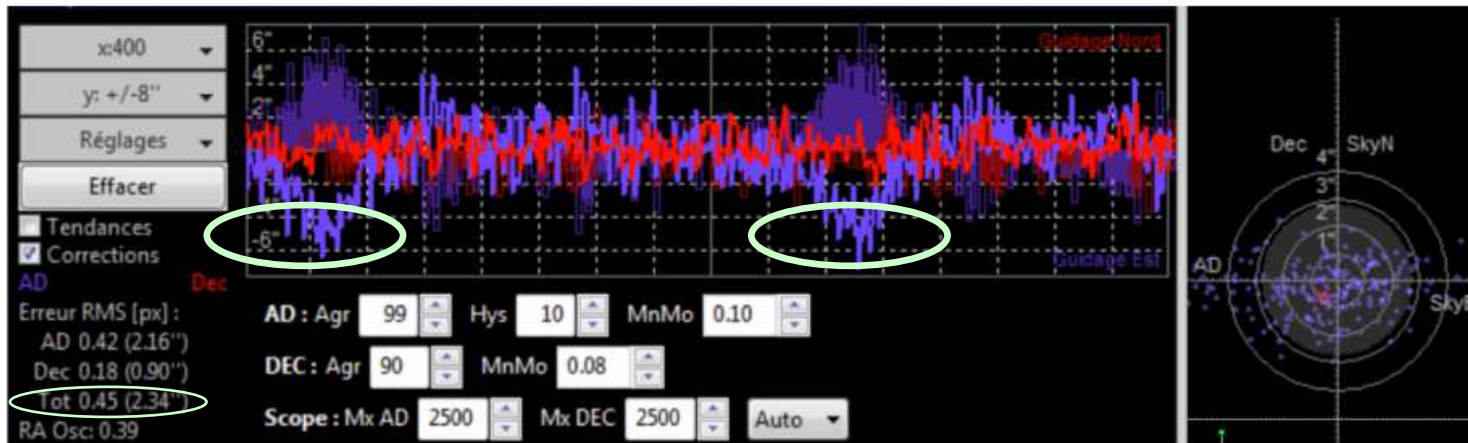 x:400
y: +/-8''
Réglages
Effacer
Tendances
Corrections
AD Dec
Erreur RMS [px] :
AD 0.42 (2.16'')
Dec 0.18 (0.90'')
Tot 0.45 (2.34'')
RA Osc: 0.39
6''
4''
2''
-6''
Guidage Nord
Guidage Est
AD : Agr 99 Hys 10 MnMo 0.10
DEC : Agr 90 MnMo 0.08
Scope : Mx AD 2500 Mx DEC 2500 Auto
Dec SkyN
4''
3''
2''
1''
AD
SkyE